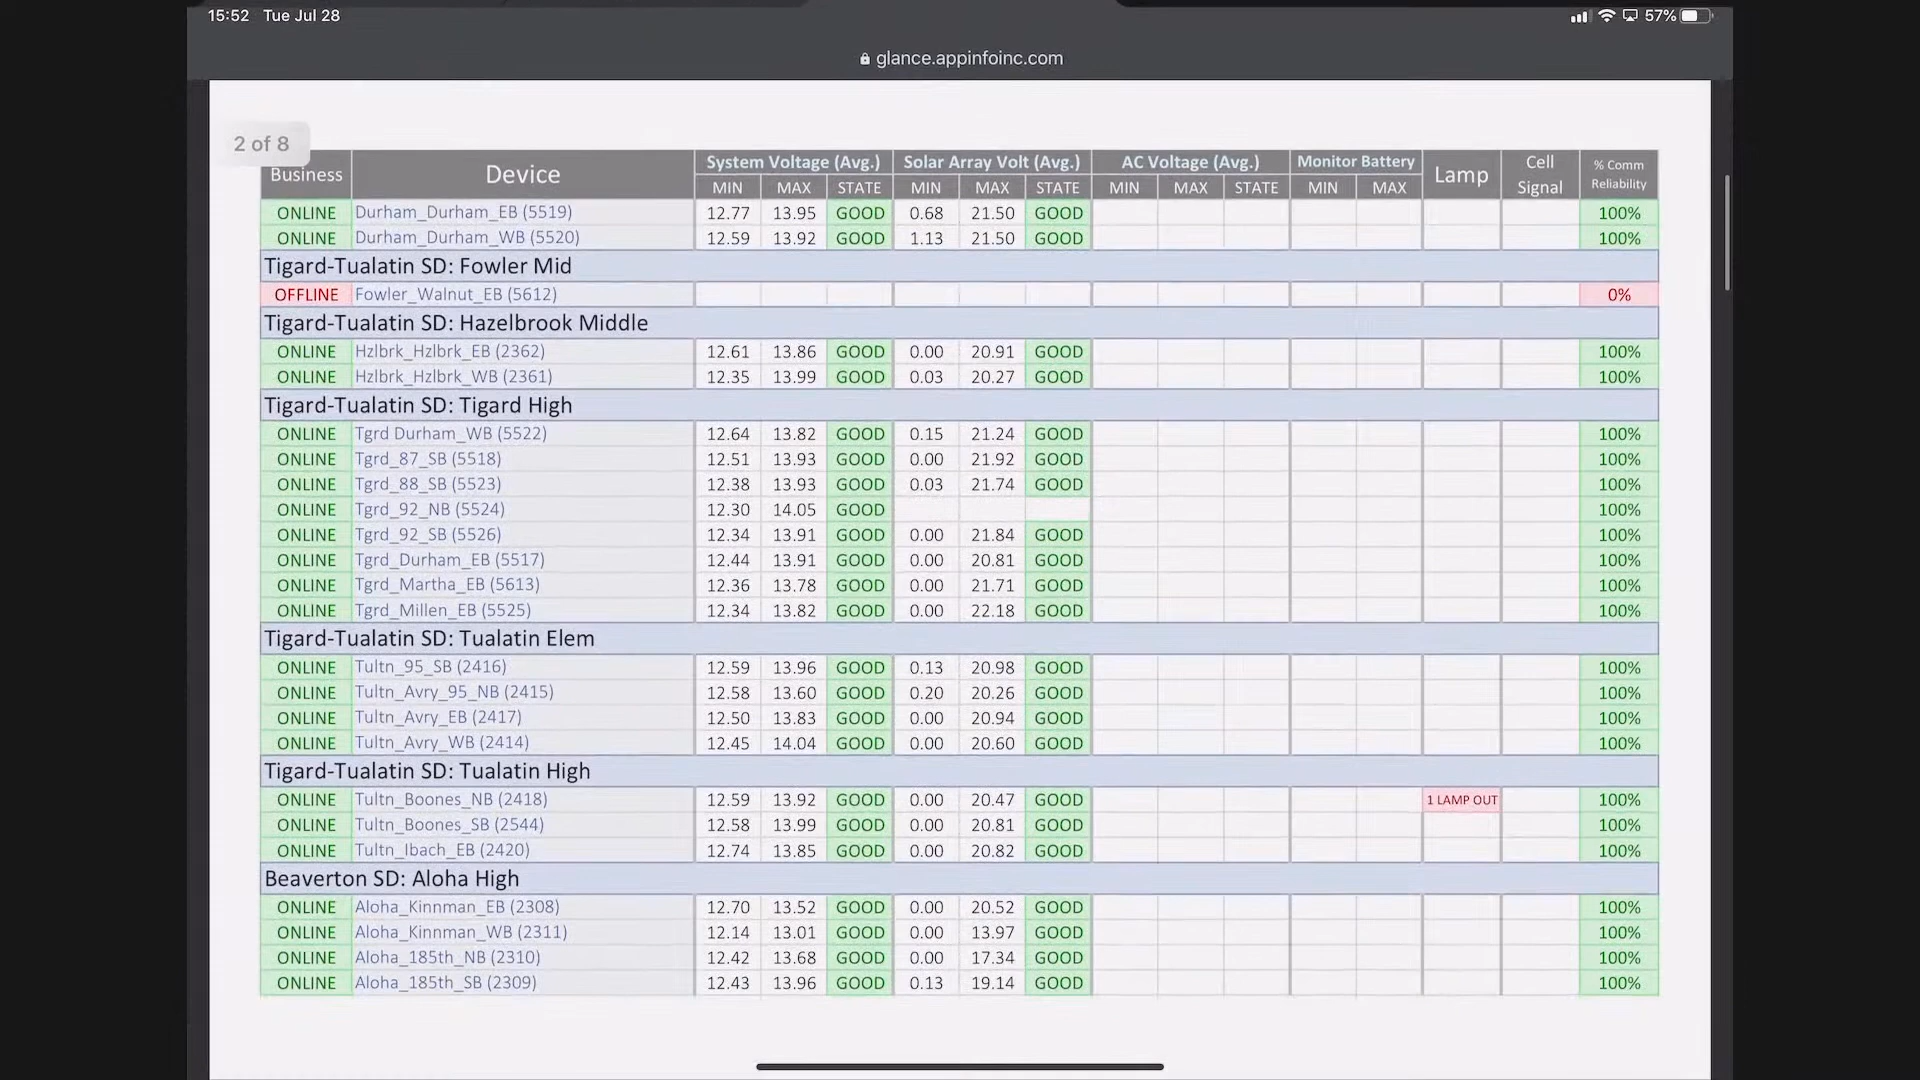 15:52 Tue Jul 28 57%
glance.appinfoinc.com
2 of 8
Business Device System Voltage (Avg.) Solar Array Volt (Avg.) AC Voltage (Avg.) Monitor Battery Lamp Cell Signal % Comm Reliability
MIN MAX STATE MIN MAX STATE MIN MAX STATE MIN MAX
ONLINE Durham_Durham_EB (5519) 12.77 13.95 GOOD 0.68 21.50 GOOD 100%
ONLINE Durham_Durham_WB (5520) 12.59 13.92 GOOD 1.13 21.50 GOOD 100%
Tigard-Tualatin SD: Fowler Mid
OFFLINE Fowler_Walnut_EB (5612) 0%
Tigard-Tualatin SD: Hazelbrook Middle
ONLINE Hzlbrk_Hzlbrk_EB (2362) 12.61 13.86 GOOD 0.00 20.91 GOOD 100%
ONLINE Hzlbrk_Hzlbrk_WB (2361) 12.35 13.99 GOOD 0.03 20.27 GOOD 100%
Tigard-Tualatin SD: Tigard High
ONLINE Tgrd Durham_WB (5522) 12.64 13.82 GOOD 0.15 21.24 GOOD 100%
ONLINE Tgrd_87_SB (5518) 12.51 13.93 GOOD 0.00 21.92 GOOD 100%
ONLINE Tgrd_88_SB (5523) 12.38 13.93 GOOD 0.03 21.74 GOOD 100%
ONLINE Tgrd_92_NB (5524) 12.30 14.05 GOOD 100%
ONLINE Tgrd_92_SB (5526) 12.34 13.91 GOOD 0.00 21.84 GOOD 100%
ONLINE Tgrd_Durham_EB (5517) 12.44 13.91 GOOD 0.00 20.81 GOOD 100%
ONLINE Tgrd_Martha_EB (5613) 12.36 13.78 GOOD 0.00 21.71 GOOD 100%
ONLINE Tgrd_Millen_EB (5525) 12.34 13.82 GOOD 0.00 22.18 GOOD 100%
Tigard-Tualatin SD: Tualatin Elem
ONLINE Tultn_95_SB (2416) 12.59 13.96 GOOD 0.13 20.98 GOOD 100%
ONLINE Tultn_Avry_95_NB (2415) 12.58 13.60 GOOD 0.20 20.26 GOOD 100%
ONLINE Tultn_Avry_EB (2417) 12.50 13.83 GOOD 0.00 20.94 GOOD 100%
ONLINE Tultn_Avry_WB (2414) 12.45 14.04 GOOD 0.00 20.60 GOOD 100%
Tigard-Tualatin SD: Tualatin High
ONLINE Tultn_Boones_NB (2418) 12.59 13.92 GOOD 0.00 20.47 GOOD 1 LAMP OUT 100%
ONLINE Tultn_Boones_SB (2544) 12.58 13.99 GOOD 0.00 20.81 GOOD 100%
ONLINE Tultn_Ibach_EB (2420) 12.74 13.85 GOOD 0.00 20.82 GOOD 100%
Beaverton SD: Aloha High
ONLINE Aloha_Kinnman_EB (2308) 12.70 13.52 GOOD 0.00 20.52 GOOD 100%
ONLINE Aloha_Kinnman_WB (2311) 12.14 13.01 GOOD 0.00 13.97 GOOD 100%
ONLINE Aloha_185th_NB (2310) 12.42 13.68 GOOD 0.00 17.34 GOOD 100%
ONLINE Aloha_185th_SB (2309) 12.43 13.96 GOOD 0.13 19.14 GOOD 100%